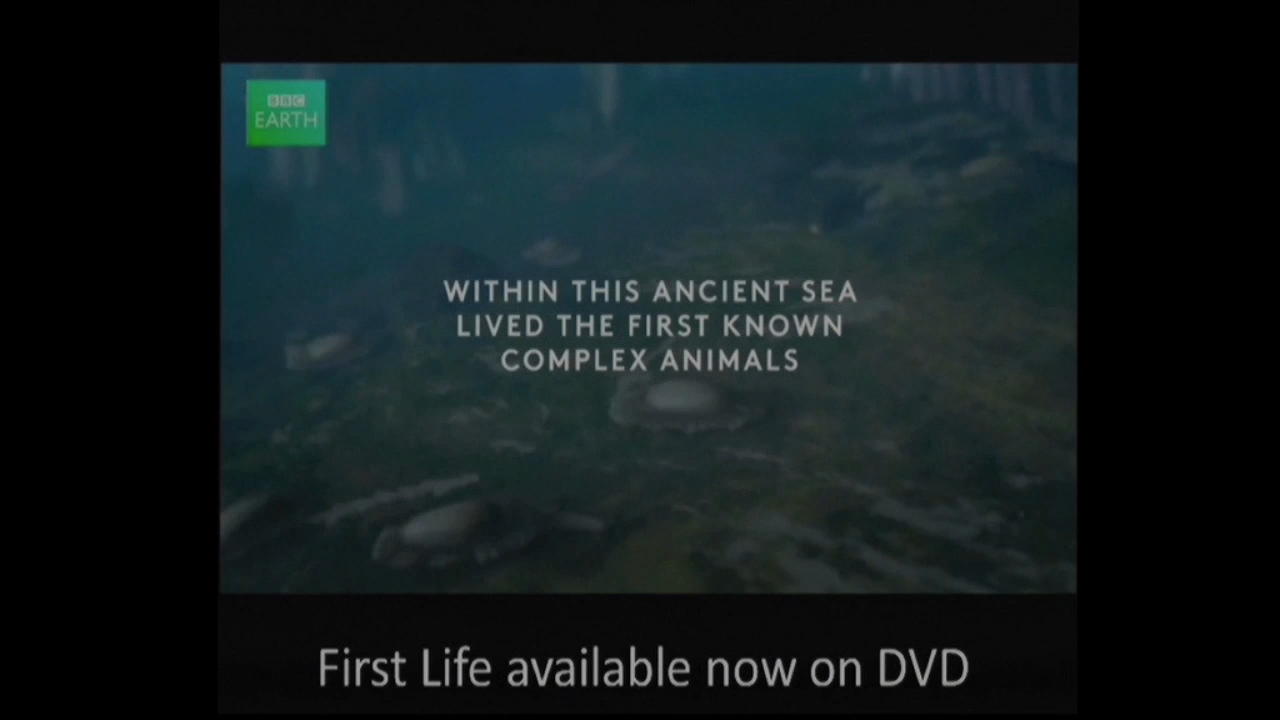 BBC
EARTH
WITHIN THIS ANCIENT SEA
LIVED THE FIRST KNOWN
COMPLEX ANIMALS
First Life available now on DVD